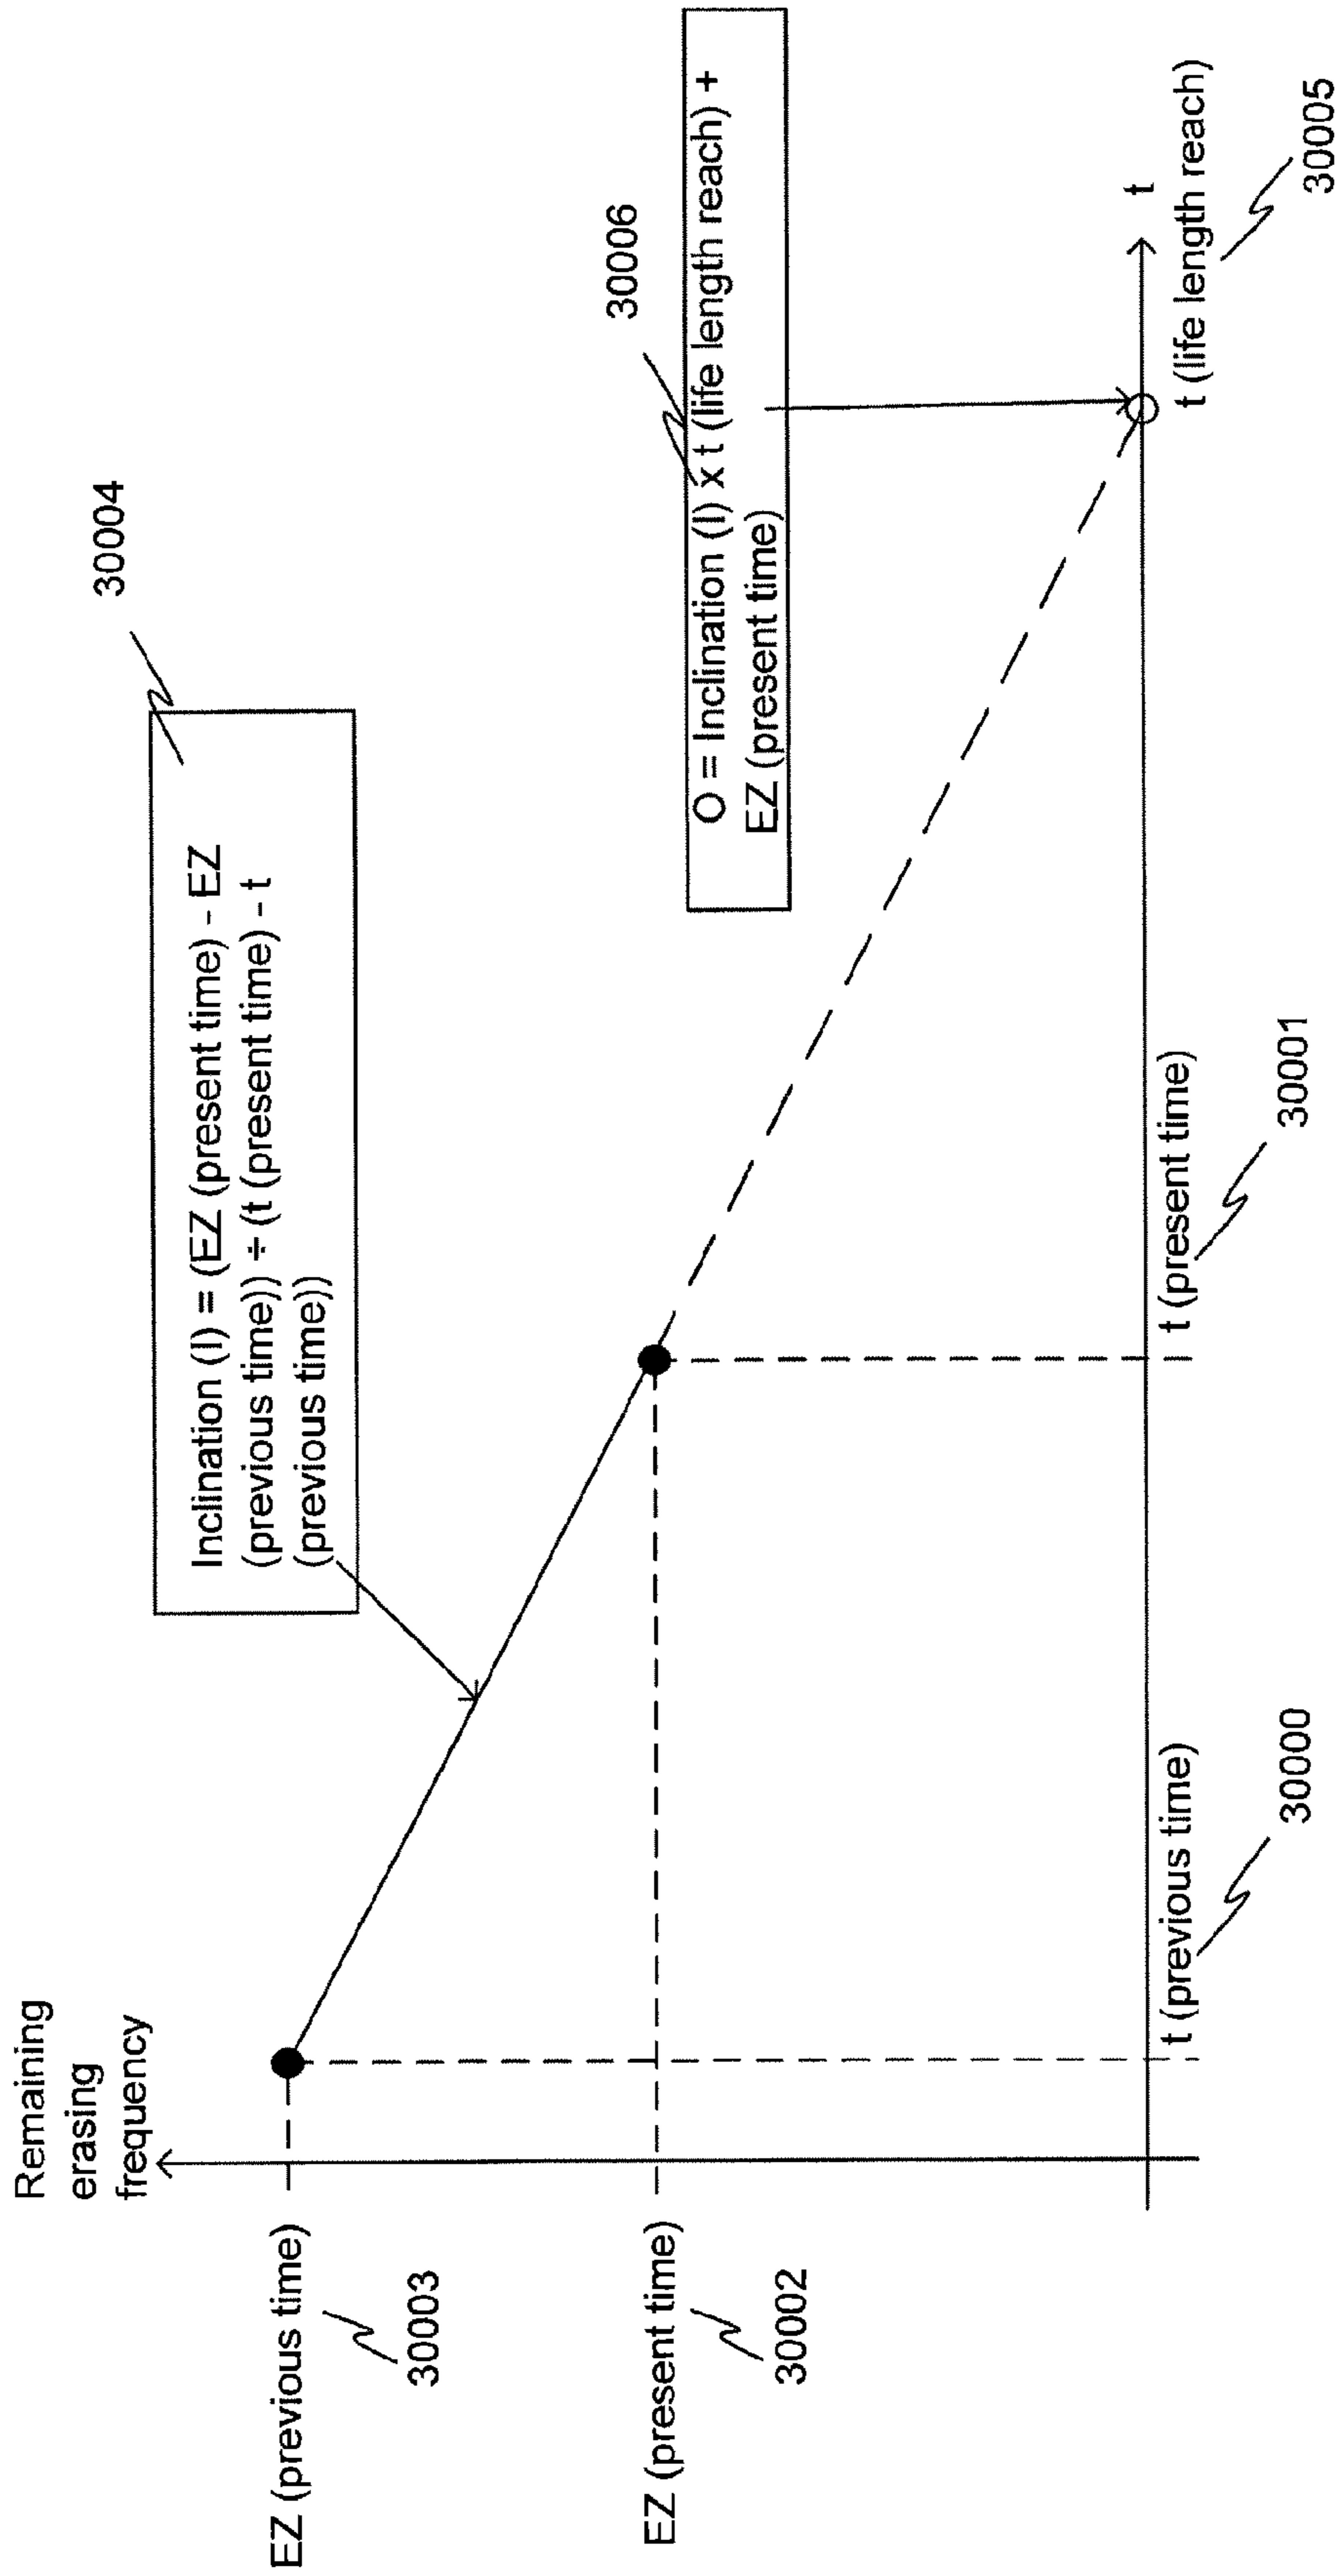 Remaining
erasing
frequency
EZ (previous time)
30003
EZ (present time)
30002
30004
Inclination (I) = (EZ (present time) - EZ
(previous time)) ÷ (t (present time) - t
(previous time))
30006
O = Inclination (I) x t (life length reach) +
EZ (present time)
t
t (previous time)
30000
t (present time)
30001
t (life length reach)
30005